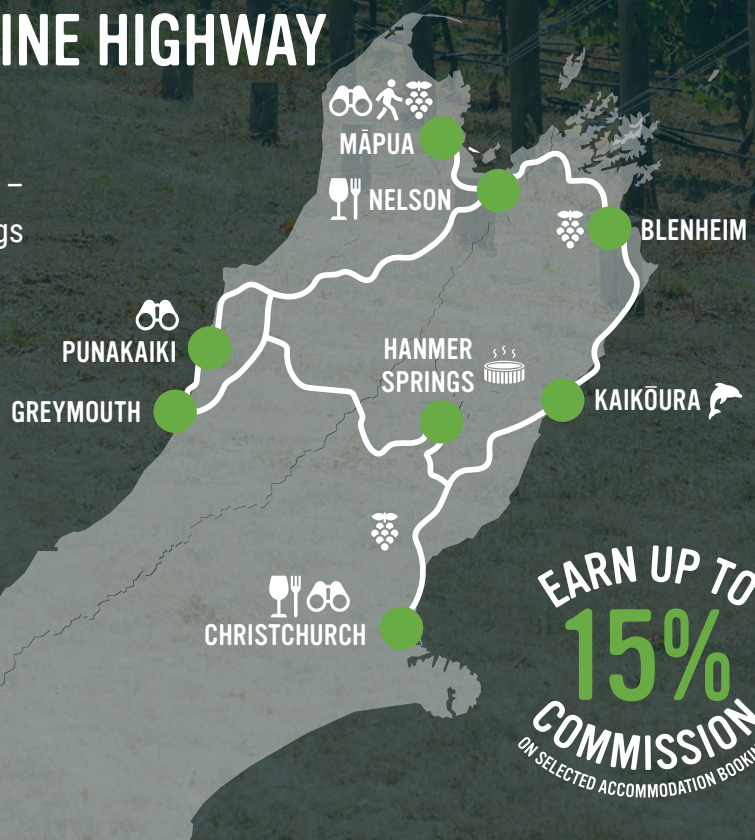 INE HIGHWAY
–
gs
MĀPUA
NELSON
BLENHEIM
PUNAKAIKI
HANMER
SPRINGS
GREYMOUTH
KAIKŌURA
CHRISTCHURCH
EARN UP TO
15%
COMMISSION
ON SELECTED ACCOMMODATION BOOKIN